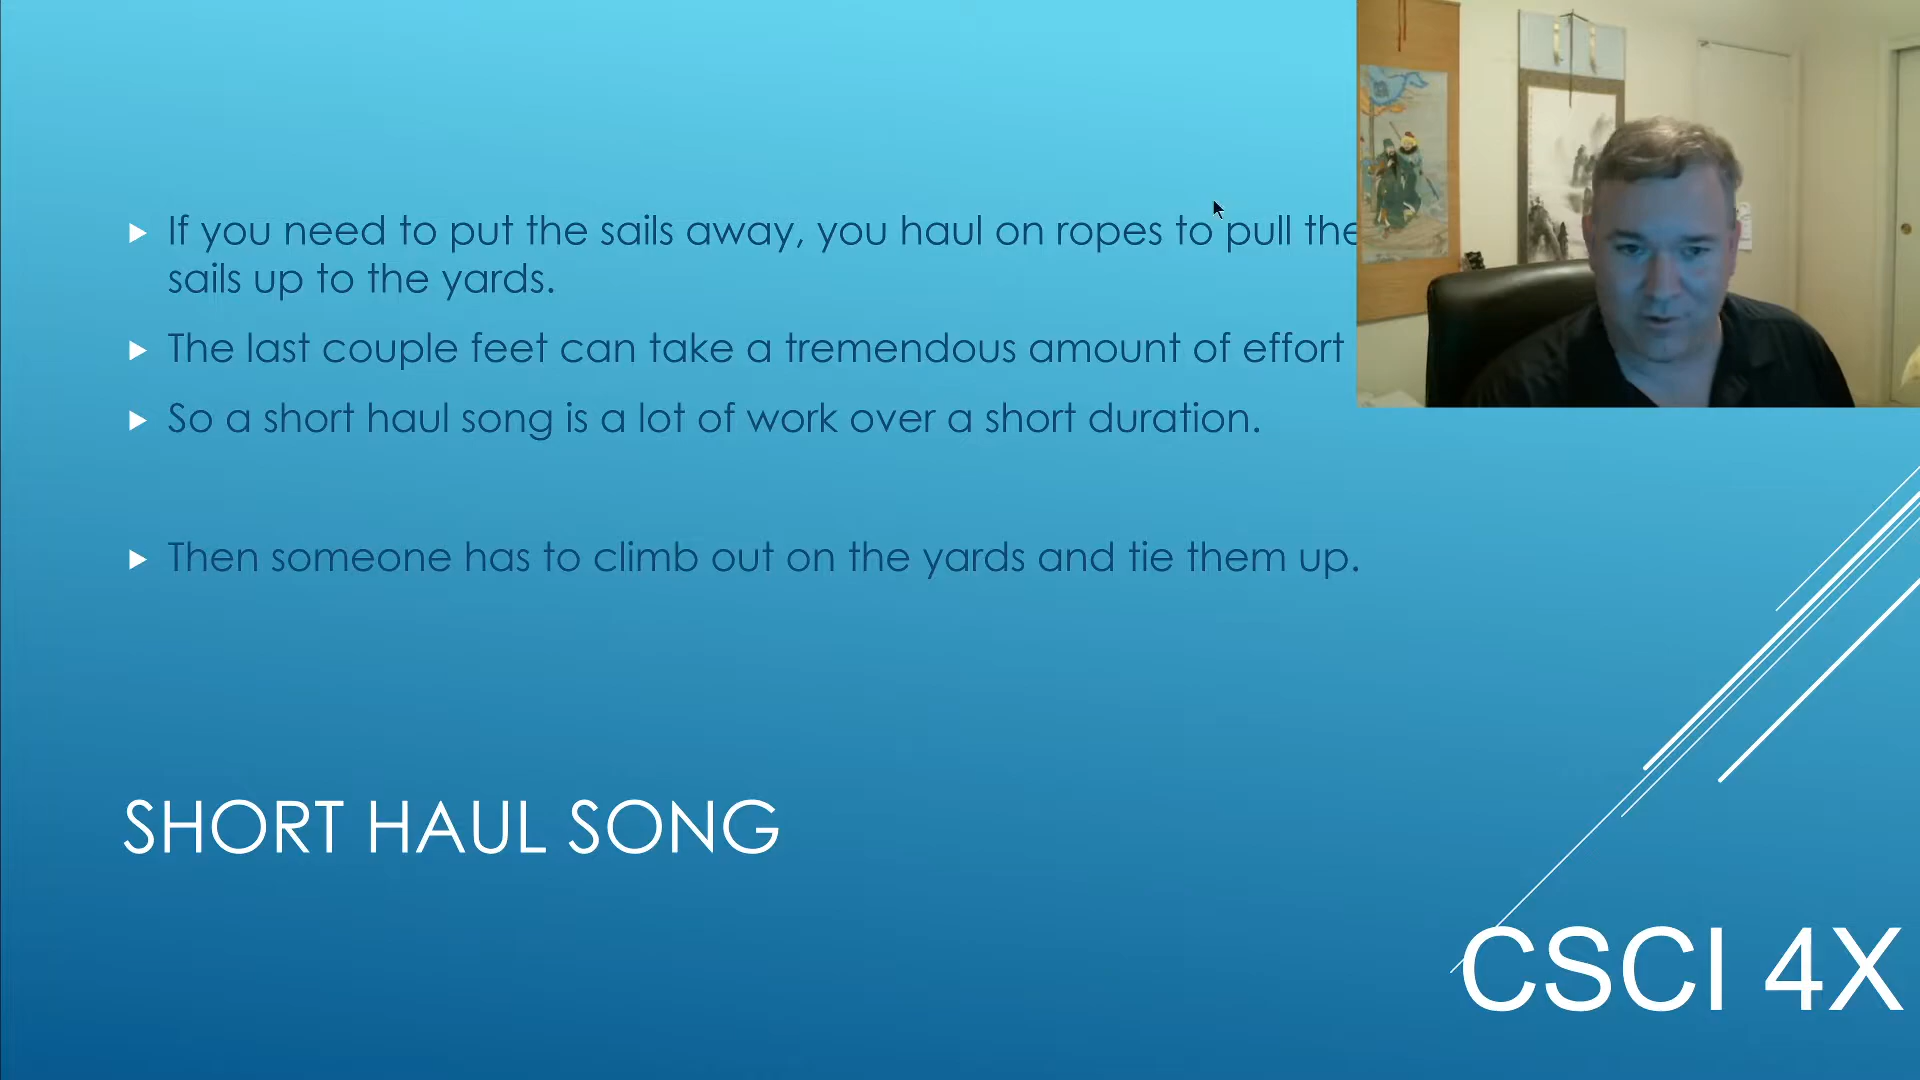 If you need to put the sails away, you haul on ropes to pull the
sails up to the yards.
The last couple feet can take a tremendous amount of effort
So a short haul song is a lot of work over a short duration.
Then someone has to climb out on the yards and tie them up.
SHORT HAUL SONG
CSCI 4X